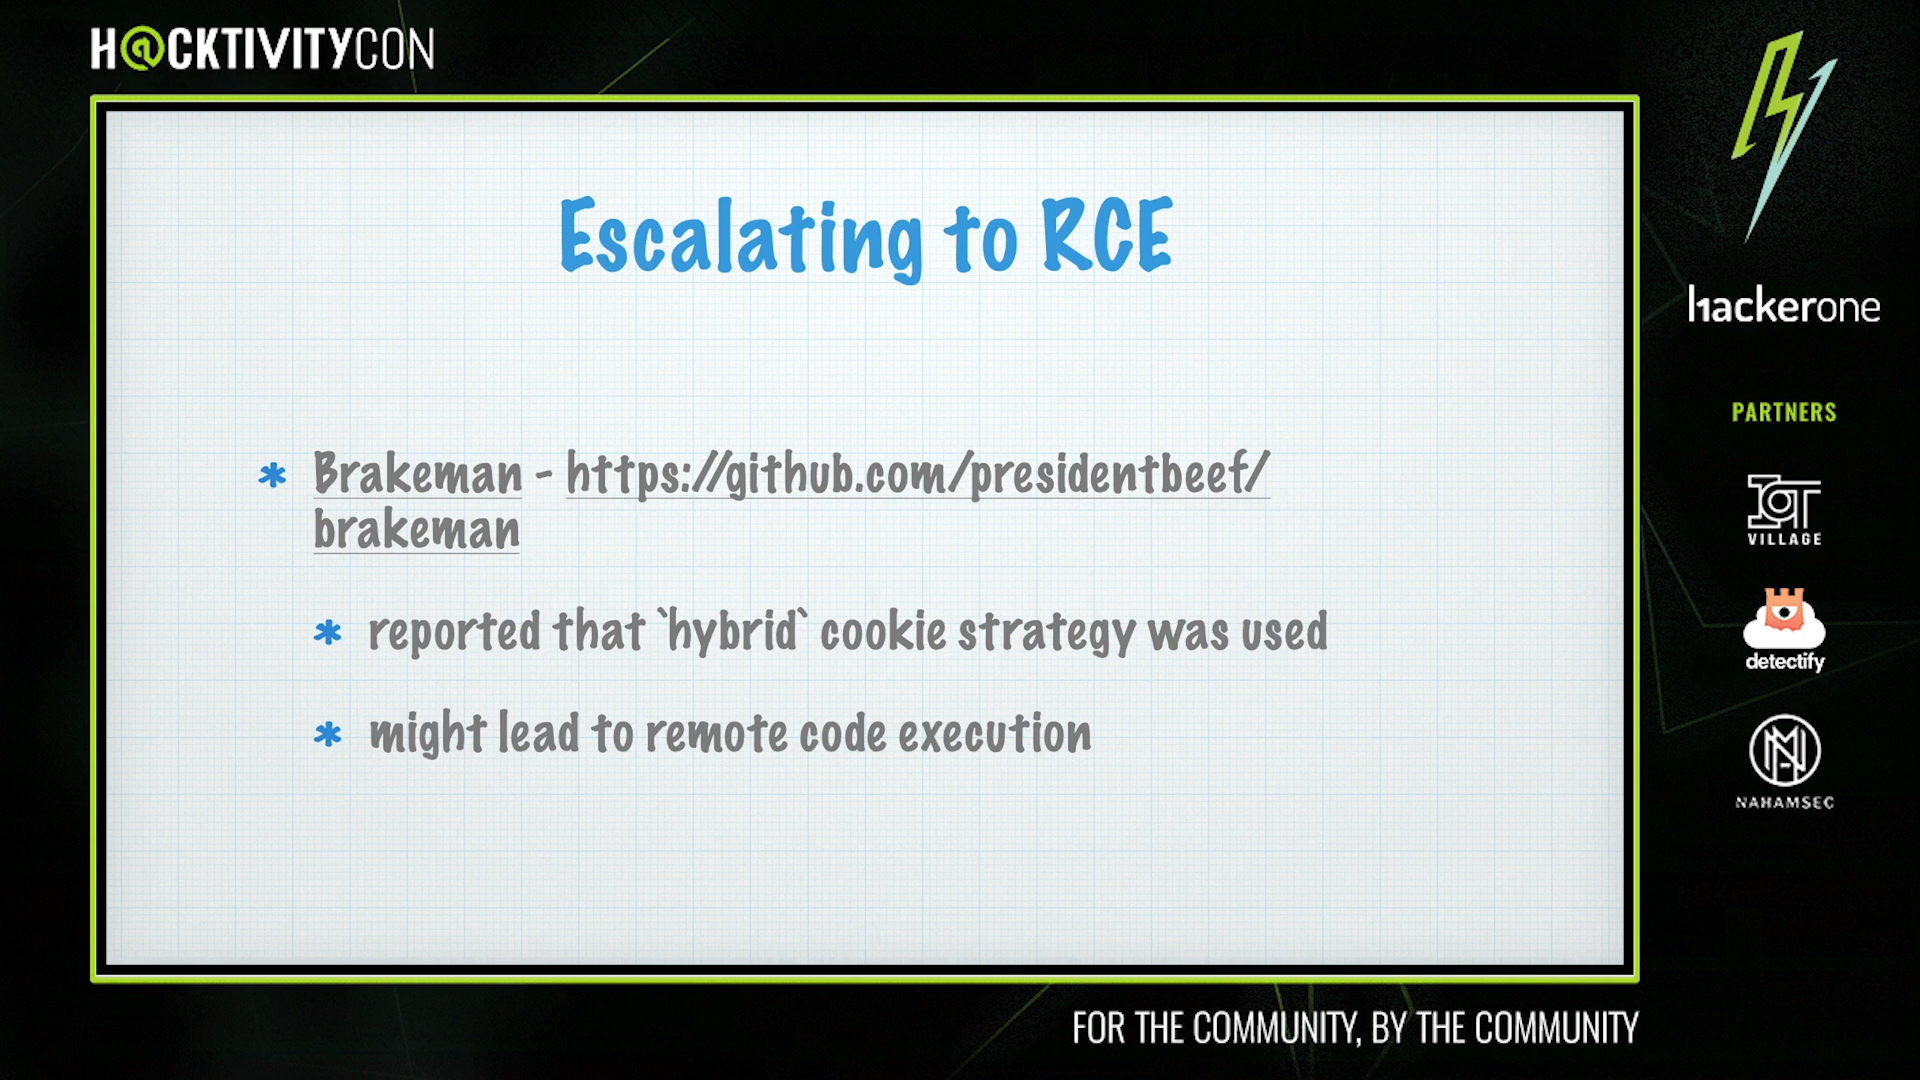 H@CKTIVITYCON
Escalating to RCE
* Brakeman - https://github.com/presidentbeef/
brakeman
* reported that `hybrid` cookie strategy was used
* might lead to remote code execution
hackerone
PARTNERS
IOT
VILLAGE
detectify
NAHAMSEC
FOR THE COMMUNITY, BY THE COMMUNITY